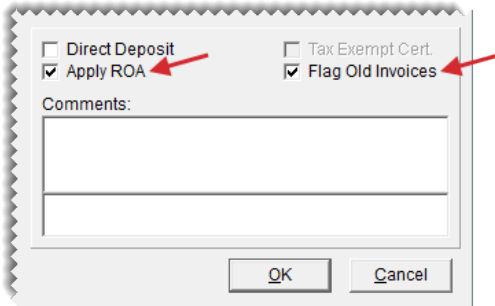 Direct Deposit Tax Exempt Cert.
Apply ROA Flag Old Invoices
Comments:
OK Cancel